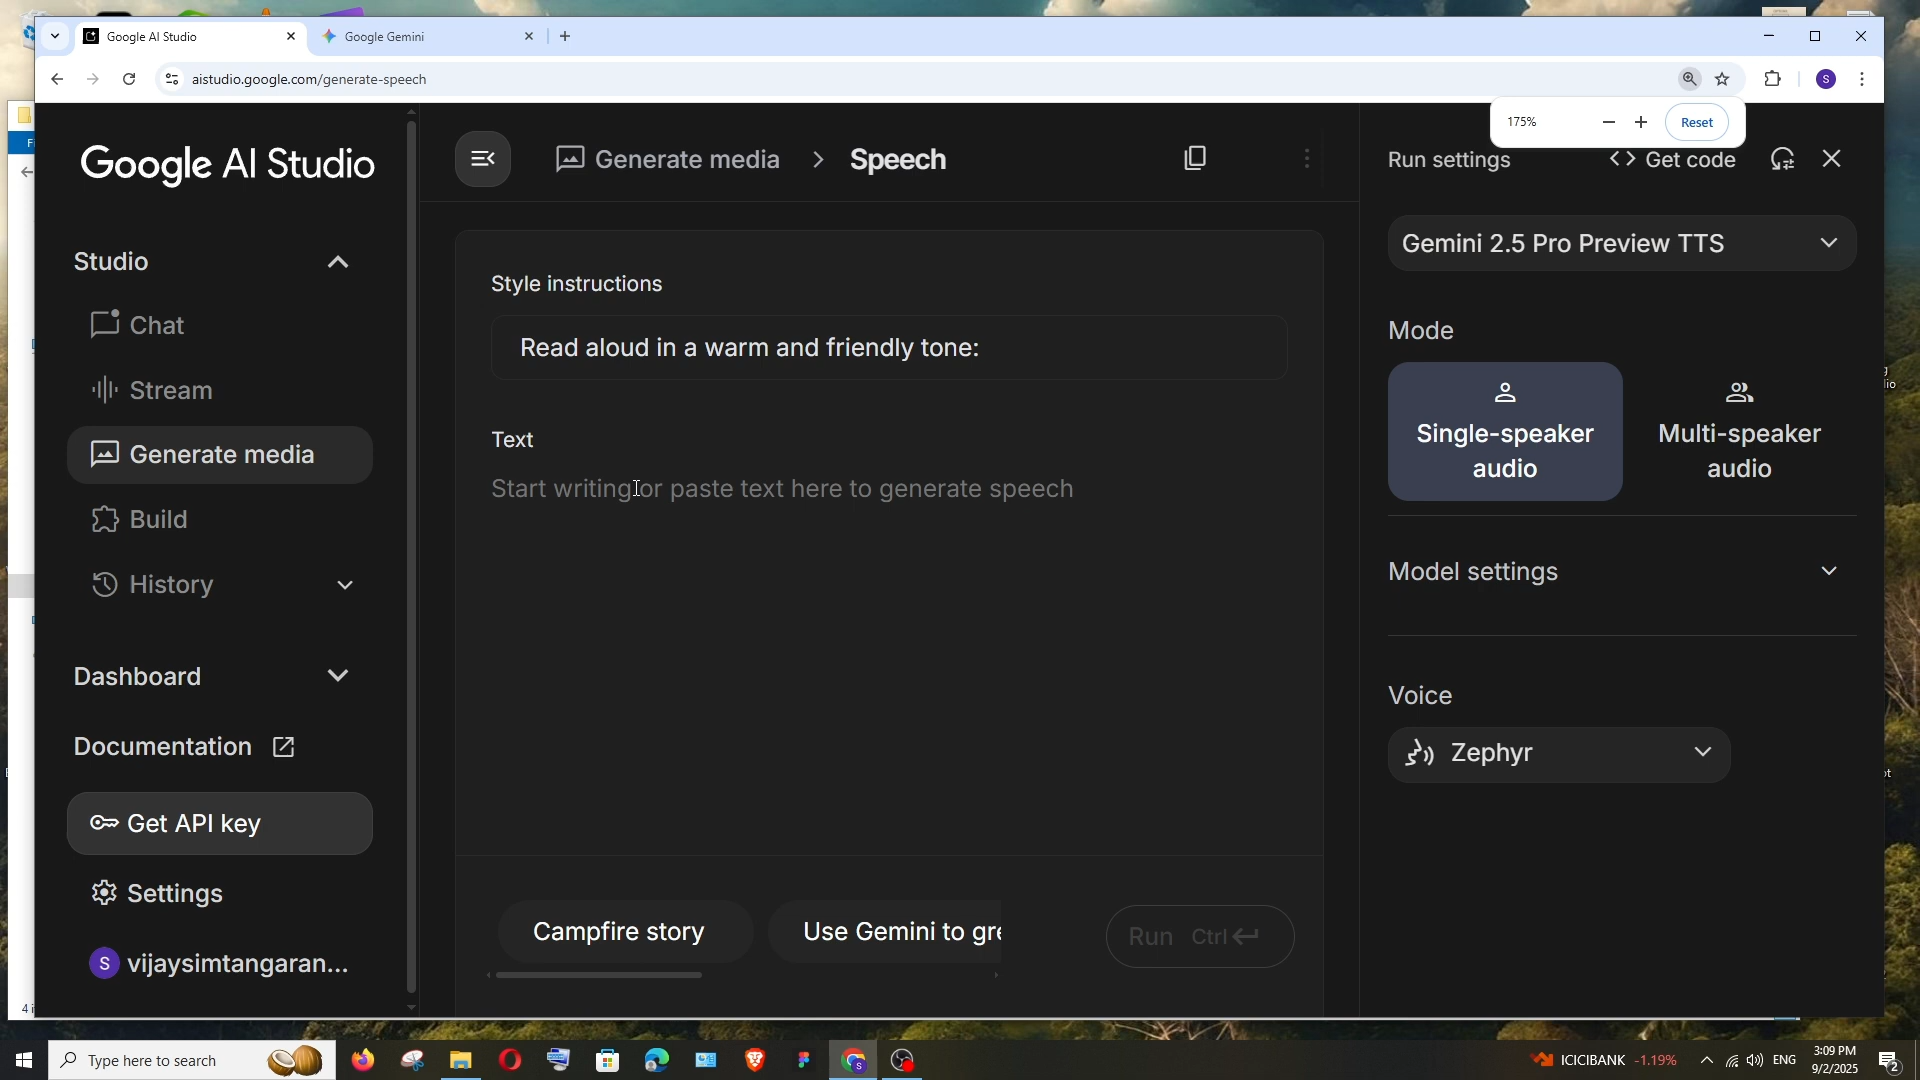 Google AI Studio
Google Gemini
aistudio.google.com/generate-speech
S
175%
Reset
Google AI Studio
Studio
Chat
Stream
Generate media
Build
History
Dashboard
Documentation
Get API key
Settings
S
vijaysimtangaran...
Generate media
Speech
Style instructions
Read aloud in a warm and friendly tone:
Text
Start writing or paste text here to generate speech
Campfire story
Use Gemini to gre
Run Ctrl
Run settings
Get code
Gemini 2.5 Pro Preview TTS
Mode
Single-speaker
audio
Multi-speaker
audio
Model settings
Voice
Zephyr
Type here to search
ICICIBANK -1.19%
ENG
3:09 PM
9/2/2025
2